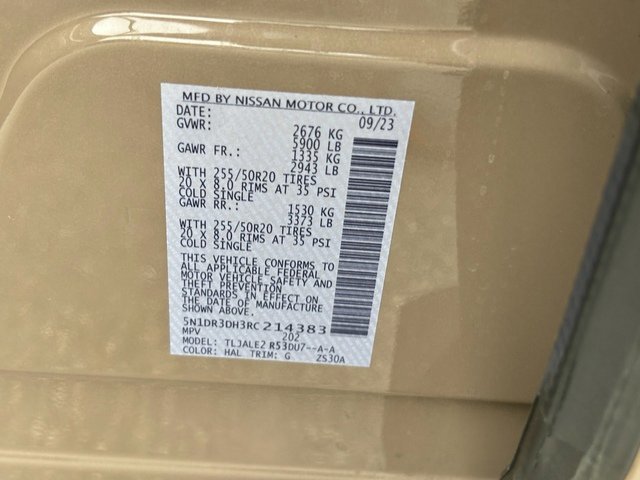 MFD BY NISSAN MOTOR CO., LTD.
DATE: 09/23
GVWR: 2676 KG
5900 LB
GAWR FR.: 1335 KG
2943 LB
WITH 255/50R20 TIRES
20 X 8.0 RIMS AT 35 PSI
COLD SINGLE
GAWR RR.: 1530 KG
3373 LB
WITH 255/50R20 TIRES
20 X 8.0 RIMS AT 35 PSI
COLD SINGLE
THIS VEHICLE CONFORMS TO
ALL APPLICABLE FEDERAL
MOTOR VEHICLE SAFETY AND
THEFT PREVENTION
STANDARDS IN EFFECT ON
THE DATE OF MANUFACTURE
SHOWN ABOVE.
5N1DR3DH3RC214383
MPV 202
MODEL: TLJALE2 R53DU7--A-A
COLOR: HAL TRIM: G ZS30A